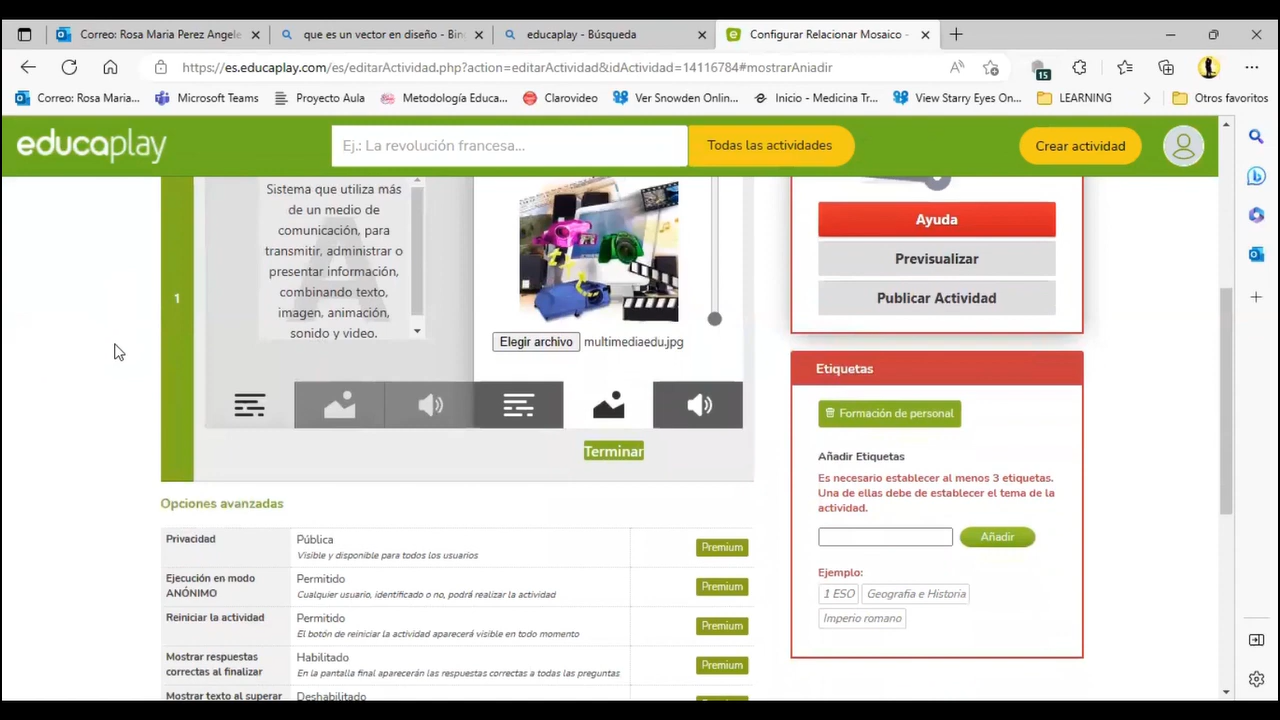 Correo: Rosa Maria Perez Angele
que es un vector en diseño - Bing
educaplay - Búsqueda
Configurar Relacionar Mosaico -
https://es.educaplay.com/es/editarActividad.php?action=editarActividad&idActividad=14116784#mostrarAniadir
15
Correo: Rosa Maria...
Microsoft Teams
Proyecto Aula
Metodología Educa...
Clarovideo
Ver Snowden Onlin...
Inicio - Medicina Tr...
View Starry Eyes On...
LEARNING
Otros favoritos
educaplay
Ej.: La revolución francesa...
Todas las actividades
Crear actividad
1
Sistema que utiliza más
de un medio de
comunicación, para
transmitir, administrar o
presentar información,
combinando texto,
imagen, animación,
sonido y video.
Elegir archivo multimediaedu.jpg
Terminar
Ayuda
Previsualizar
Publicar Actividad
Etiquetas
Formación de personal
Añadir Etiquetas
Es necesario establecer al menos 3 etiquetas.
Una de ellas debe de establecer el tema de la
actividad.
Añadir
Ejemplo:
1 ESO
Geografia e Historia
Imperio romano
Opciones avanzadas
Privacidad
Pública
Visible y disponible para todos los usuarios
Premium
Ejecución en modo
ANÓNIMO
Permitido
Cualquier usuario, identificado o no, podrá realizar la actividad
Premium
Reiniciar la actividad
Permitido
El botón de reiniciar la actividad aparecerá visible en todo momento
Premium
Mostrar respuestas
correctas al finalizar
Habilitado
En la pantalla final aparecerán las respuestas correctas a todas las preguntas
Premium
Mostrar texto al superar
Deshabilitado